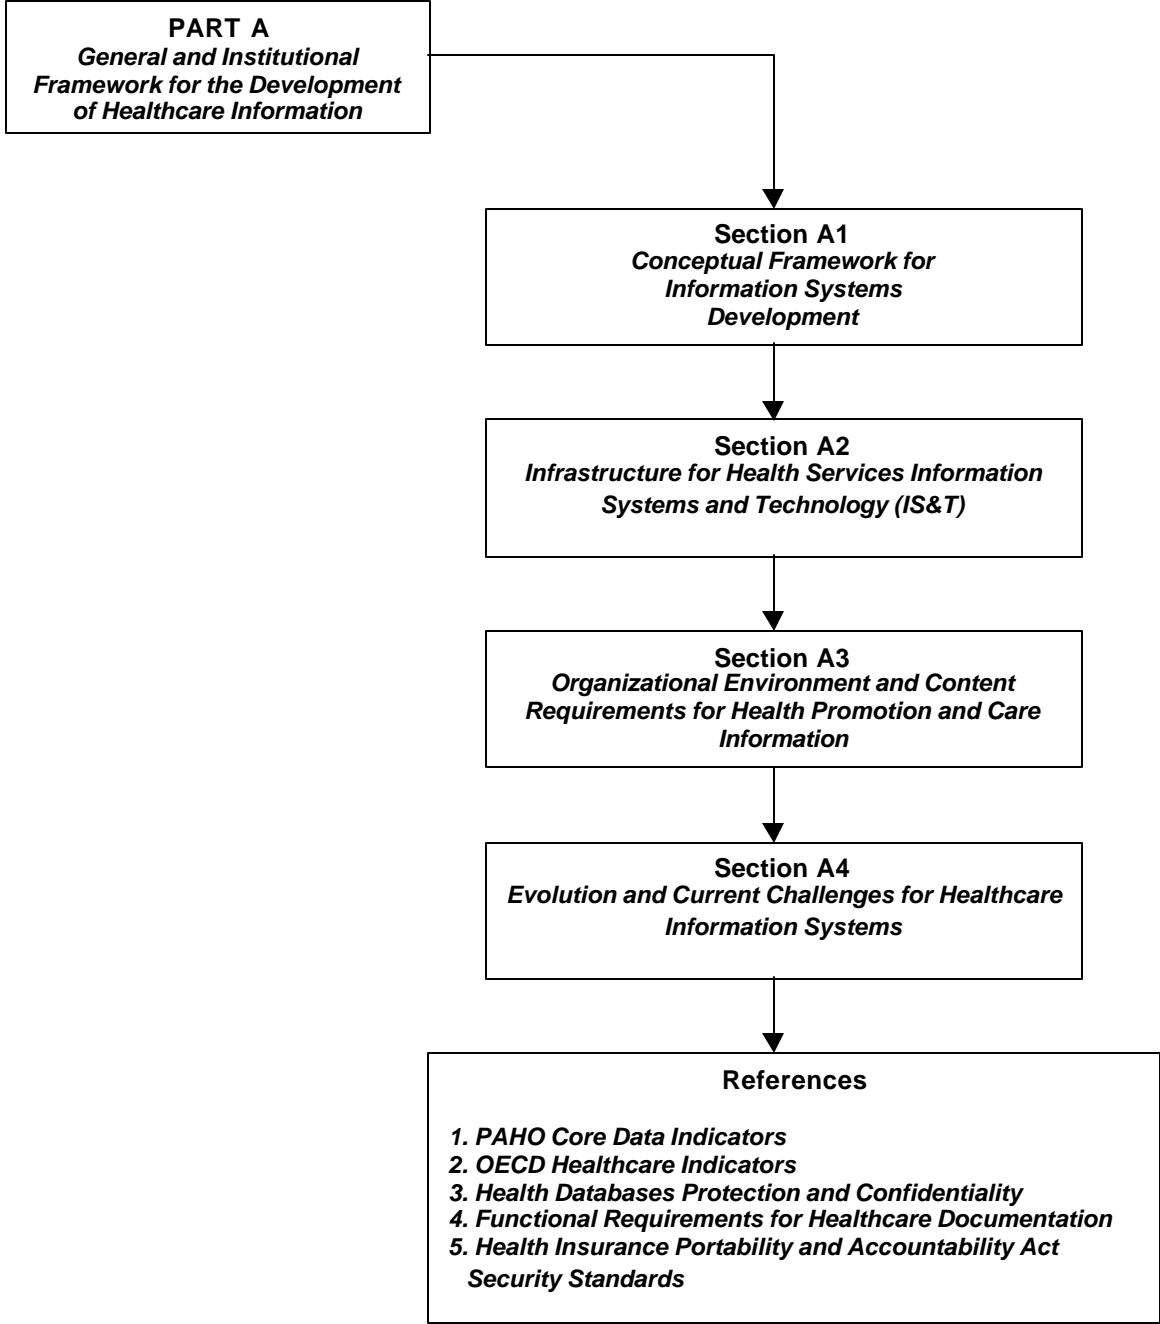 PART A
General and Institutional
Framework for the Development
of Healthcare Information
Section A1
Conceptual Framework for
Information Systems
Development
Section A2
Infrastructure for Health Services Information
Systems and Technology (IS&T)
Section A3
Organizational Environment and Content
Requirements for Health Promotion and Care
Information
Section A4
Evolution and Current Challenges for Healthcare
Information Systems
References
1. PAHO Core Data Indicators
2. OECD Healthcare Indicators
3. Health Databases Protection and Confidentiality
4. Functional Requirements for Healthcare Documentation
5. Health Insurance Portability and Accountability Act
Security Standards